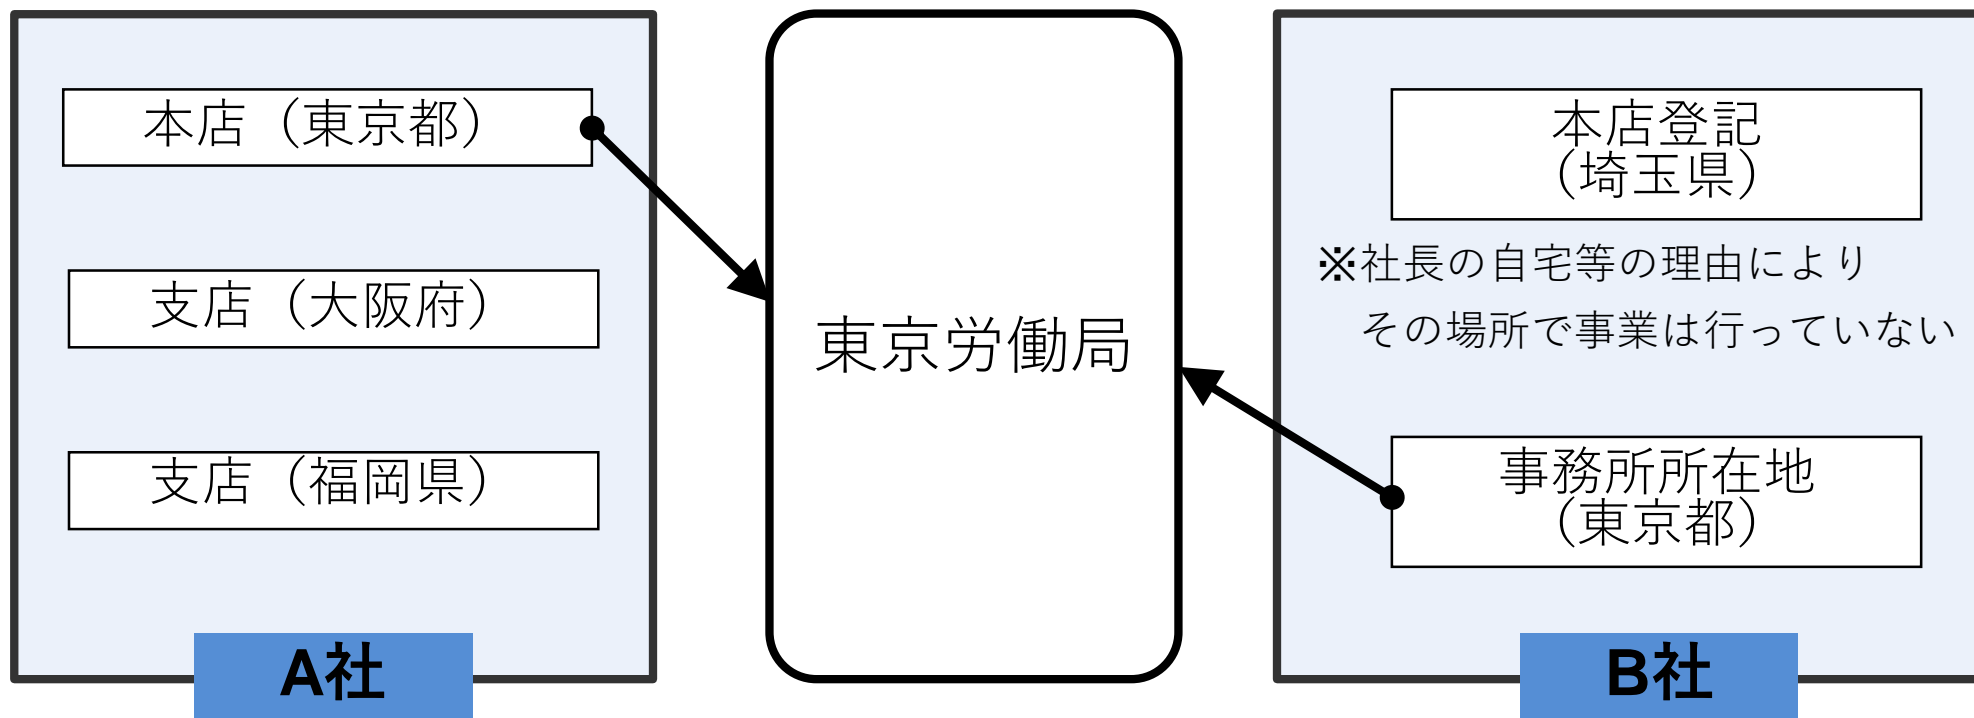 本店（東京都）
支店（大阪府）
支店（福岡県）
A社
東京労働局
本店登記
（埼玉県）
※社長の自宅等の理由により
その場所で事業は行っていない
事務所所在地
（東京都）
B社